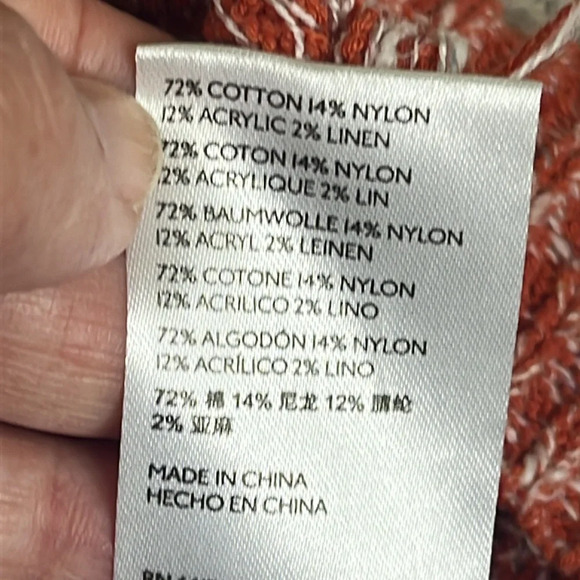 72% COTTON 14% NYLON
12% ACRYLIC 2% LINEN
72% COTON 14% NYLON
2% ACRYLIQUE 2% LIN
72% BAUMWOLLE 14% NYLON
12% ACRYL 2% LEINEN
72% COTONE 14% NYLON
12% ACRILICO 2% LINO
72% ALGODÓN 14% NYLON
12% ACRÍLICO 2% LINO
72% 棉 14% 尼龙 12% 腈纶
2% 亚麻
MADE IN CHINA
HECHO EN CHINA